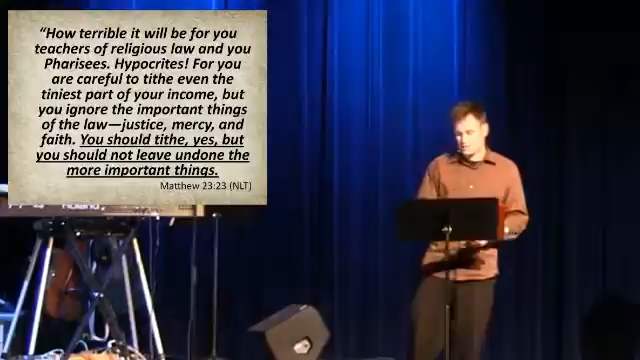 “How terrible it will be for you
teachers of religious law and you
Pharisees. Hypocrites! For you
are careful to tithe even the
tiniest part of your income, but
you ignore the important things
of the law—justice, mercy, and
faith. You should tithe, yes, but
you should not leave undone the
more important things.
Matthew 23:23 (NLT)
Roland